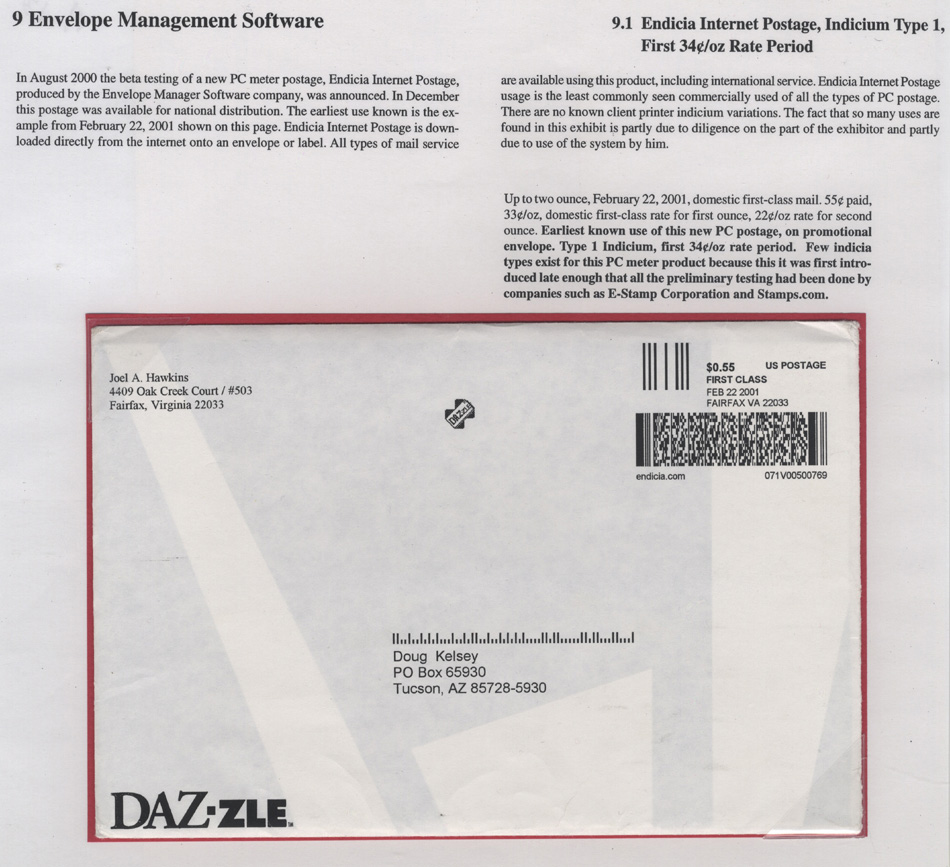 9 Envelope Management Software
9.1 Endicia Internet Postage, Indicium Type 1,
First 34¢/oz Rate Period
In August 2000 the beta testing of a new PC meter postage, Endicia Internet Postage,
produced by the Envelope Manager Software company, was announced. In December
this postage was available for national distribution. The earliest use known is the ex-
ample from February 22, 2001 shown on this page. Endicia Internet Postage is down-
loaded directly from the internet onto an envelope or label. All types of mail service
are available using this product, including international service. Endicia Internet Postage
usage is the least commonly seen commercially used of all the types of PC postage.
There are no known client printer indicium variations. The fact that so many uses are
found in this exhibit is partly due to diligence on the part of the exhibitor and partly
due to use of the system by him.
Up to two ounce, February 22, 2001, domestic first-class mail. 55¢ paid,
33¢/oz, domestic first-class rate for first ounce, 22¢/oz rate for second
ounce. Earliest known use of this new PC postage, on promotional
envelope. Type 1 Indicium, first 34¢/oz rate period. Few indicia
types exist for this PC meter product because this it was first intro-
duced late enough that all the preliminary testing had been done by
companies such as E-Stamp Corporation and Stamps.com.
Joel A. Hawkins
4409 Oak Creek Court / #503
Fairfax, Virginia 22033
DAZzLE
$0.55 US POSTAGE
FIRST CLASS
FEB 22 2001
FAIRFAX VA 22033
endicia.com 071V00500769
Doug Kelsey
PO Box 65930
Tucson, AZ 85728-5930
DAZ-ZLE™